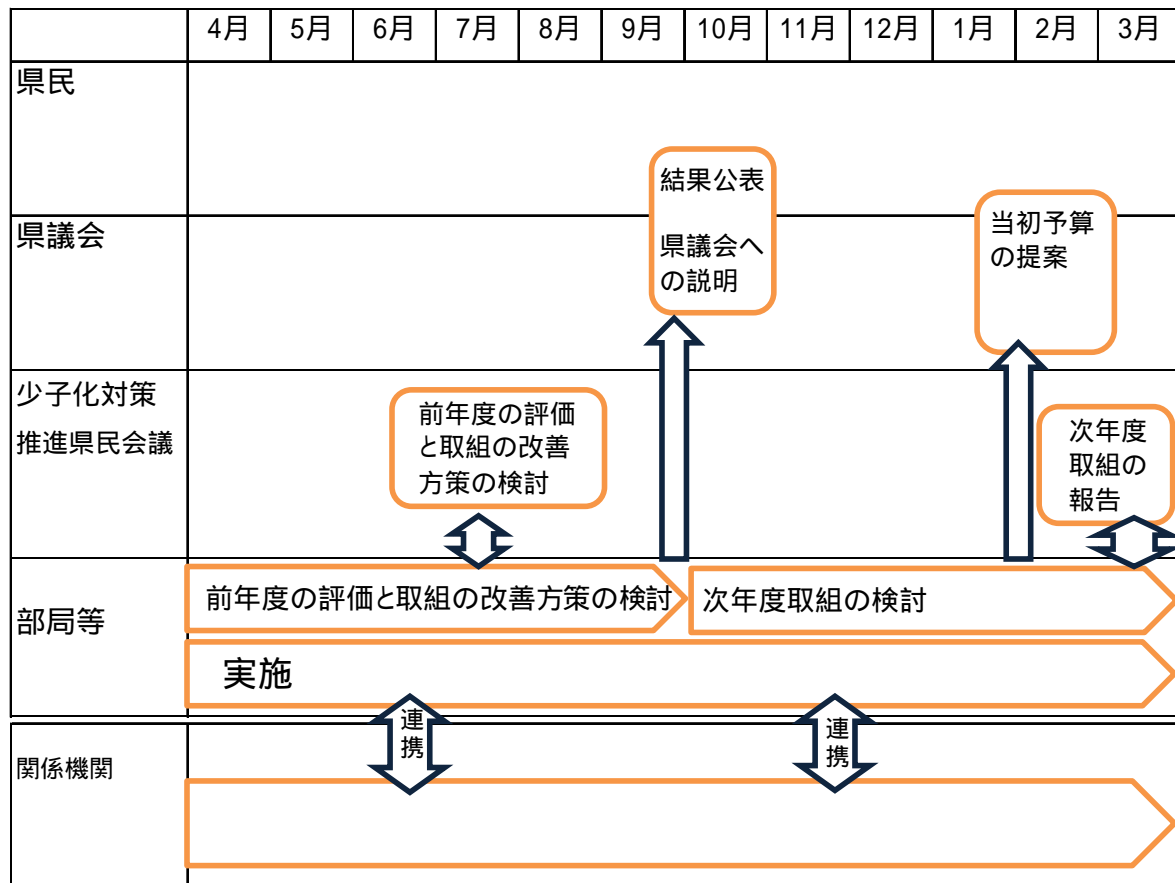 4月 5月 6月 7月 8月 9月 10月 11月 12月 1月 2月 3月
県民
結果公表
県議会へ
の説明
県議会
当初予算
の提案
少子化対策
推進県民会議
前年度の評価
と取組の改善
方策の検討
次年度
取組の
報告
部局等
前年度の評価と取組の改善方策の検討
次年度取組の検討
実施
連
携
連
携
関係機関